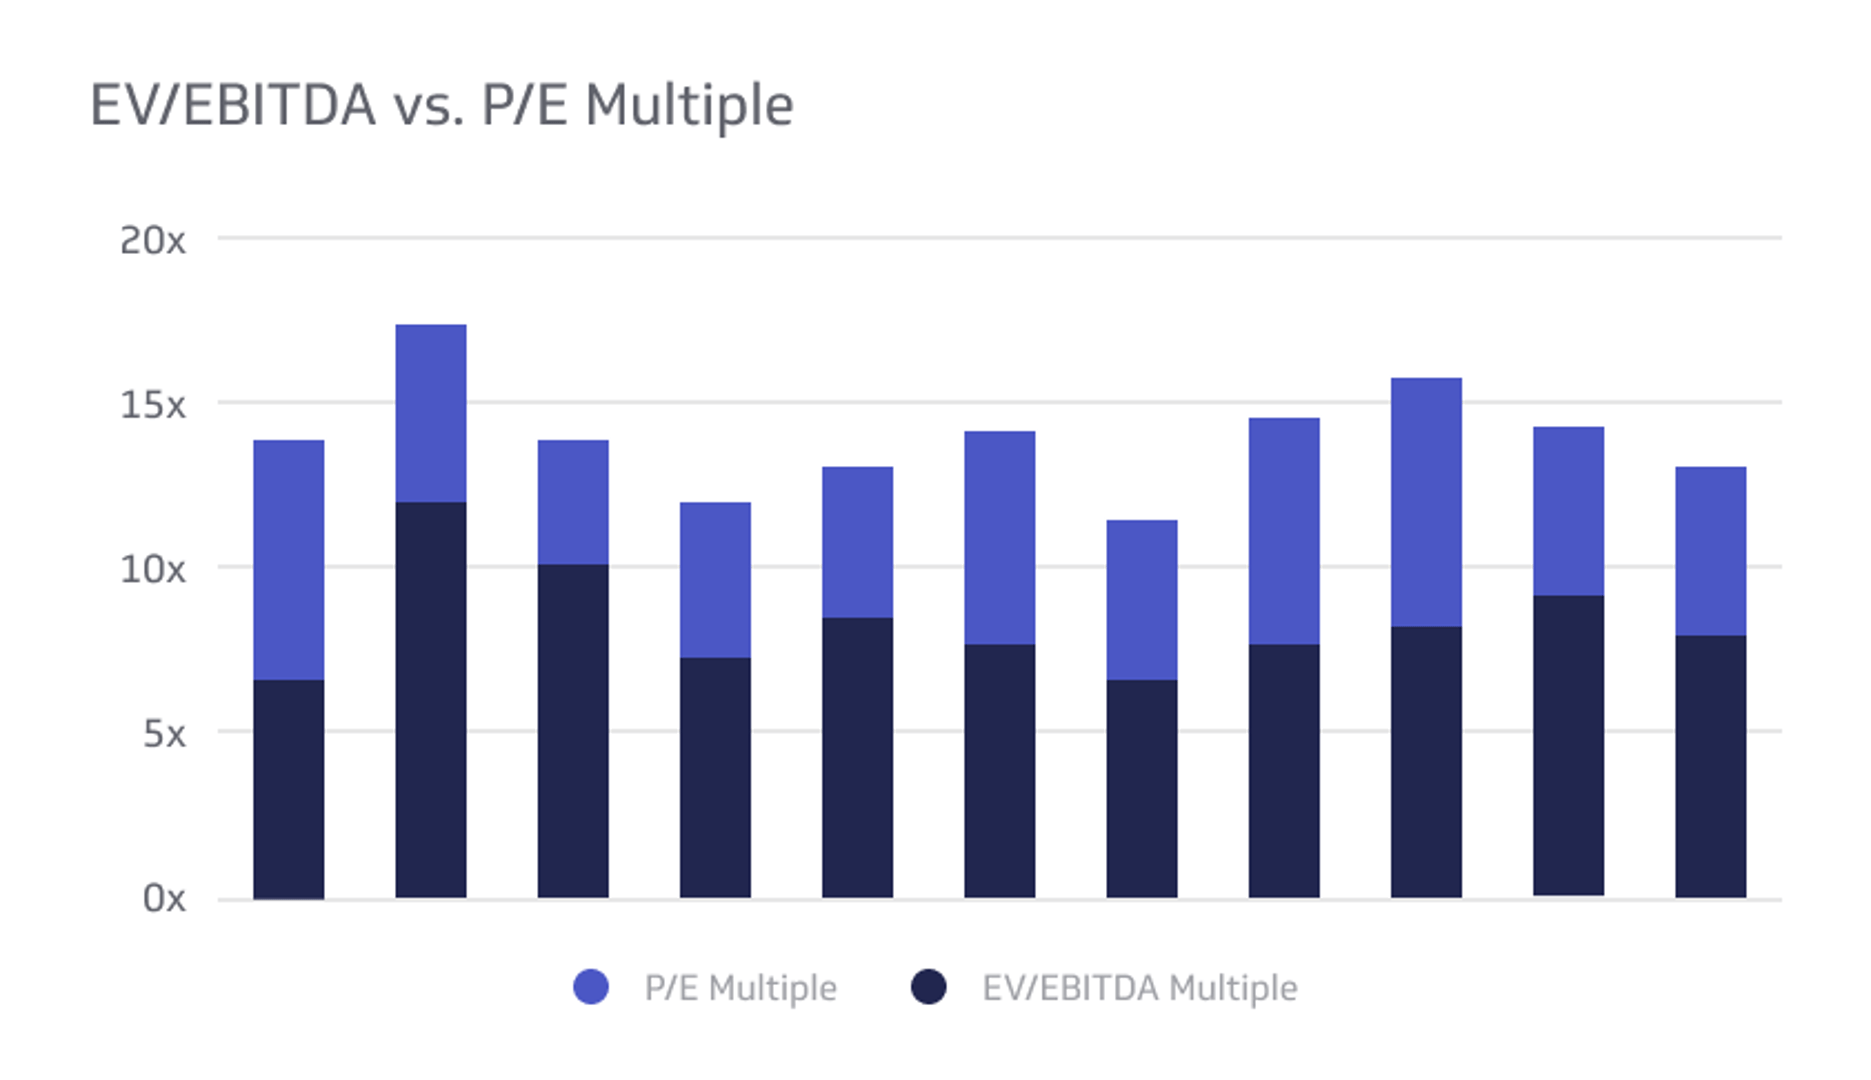 EV/EBITDA vs. P/E Multiple
20x
15x
10x
5x
0x
P/E Multiple EV/EBITDA Multiple